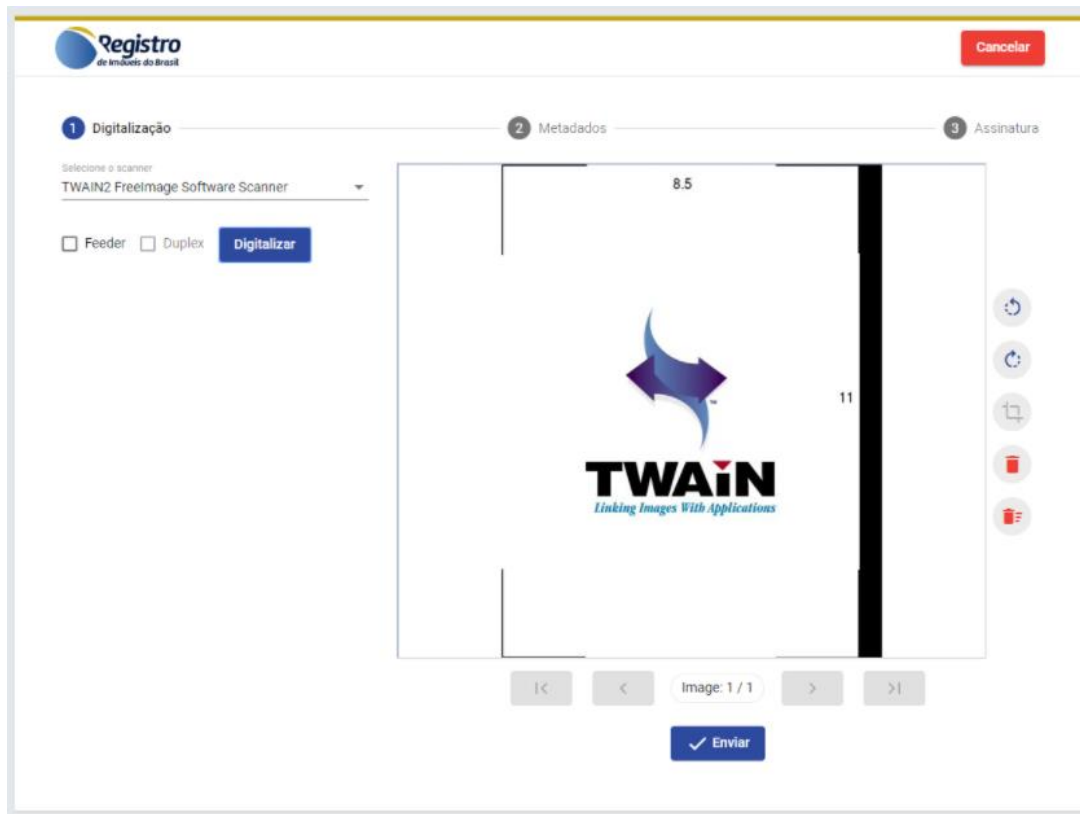 Registro
de Imóveis do Brasil
Cancelar
1 Digitalização
2 Metadados
3 Assinatura
Selecione o scanner
TWAIN2 FreeImage Software Scanner
Feeder Duplex Digitalizar
8.5
11
TWAIN
TM
Linking Images With Applications
Image: 1 / 1
Enviar